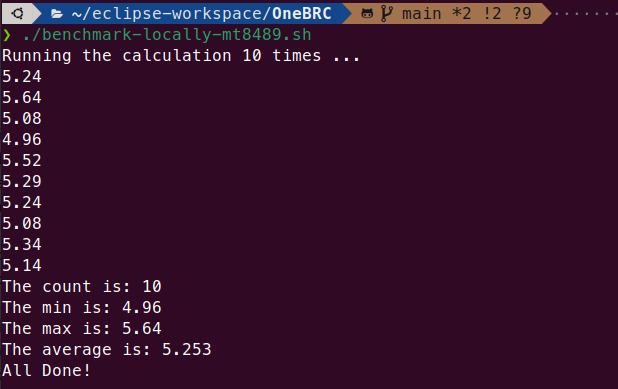 ~/eclipse-workspace/OneBRC main *2 !2 ?9
❯ ./benchmark-locally-mt8489.sh
Running the calculation 10 times ...
5.24
5.64
5.08
4.96
5.52
5.29
5.24
5.08
5.34
5.14
The count is: 10
The min is: 4.96
The max is: 5.64
The average is: 5.253
All Done!